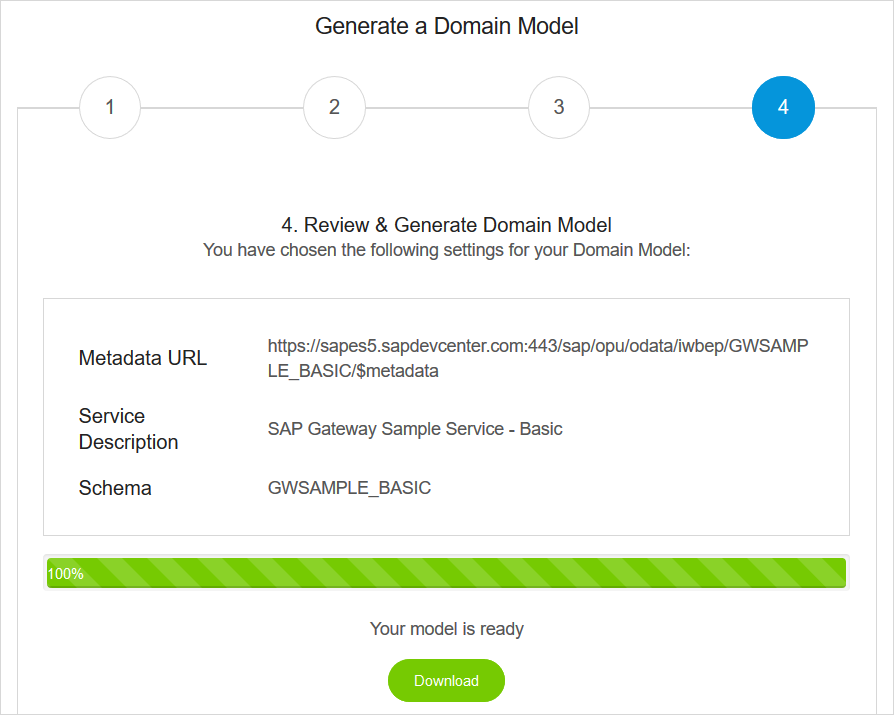 Generate a Domain Model
1
2
3
4
4. Review & Generate Domain Model
You have chosen the following settings for your Domain Model:
Metadata URL
https://sapes5.sapdevcenter.com:443/sap/opu/odata/iwbep/GWSAMP
LE_BASIC/$metadata
Service
Description
SAP Gateway Sample Service - Basic
Schema
GWSAMPLE_BASIC
100%
Your model is ready
Download